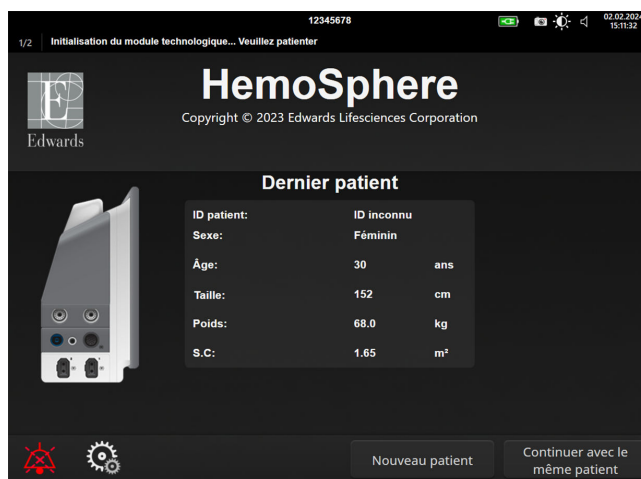 12345678
02.02.2024
15:11:32
1/2 Initialisation du module technologique... Veuillez patienter
HemoSphere
Copyright © 2023 Edwards Lifesciences Corporation
E
Edwards
Dernier patient
ID patient: ID inconnu
Sexe: Féminin
Âge: 30 ans
Taille: 152 cm
Poids: 68.0 kg
S.C: 1.65 m²
Nouveau patient
Continuer avec le
même patient